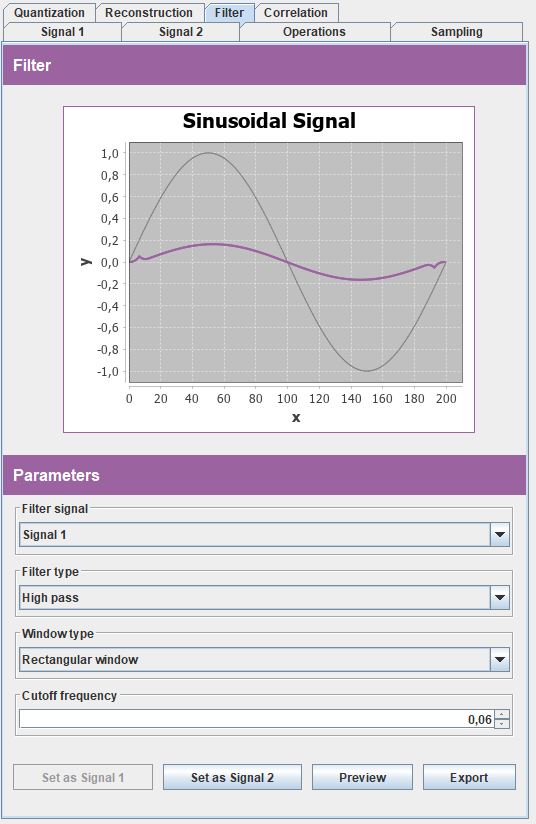 Quantization Reconstruction Filter Correlation
Signal 1 Signal 2 Operations Sampling
Filter
Sinusoidal Signal
1,0
0,8
0,6
0,4
0,2
0,0
-0,2
-0,4
-0,6
-0,8
-1,0
y
0 20 40 60 80 100 120 140 160 180 200
x
Parameters
Filter signal
Signal 1
Filter type
High pass
Window type
Rectangular window
Cutoff frequency
0,06
Set as Signal 1 Set as Signal 2 Preview Export